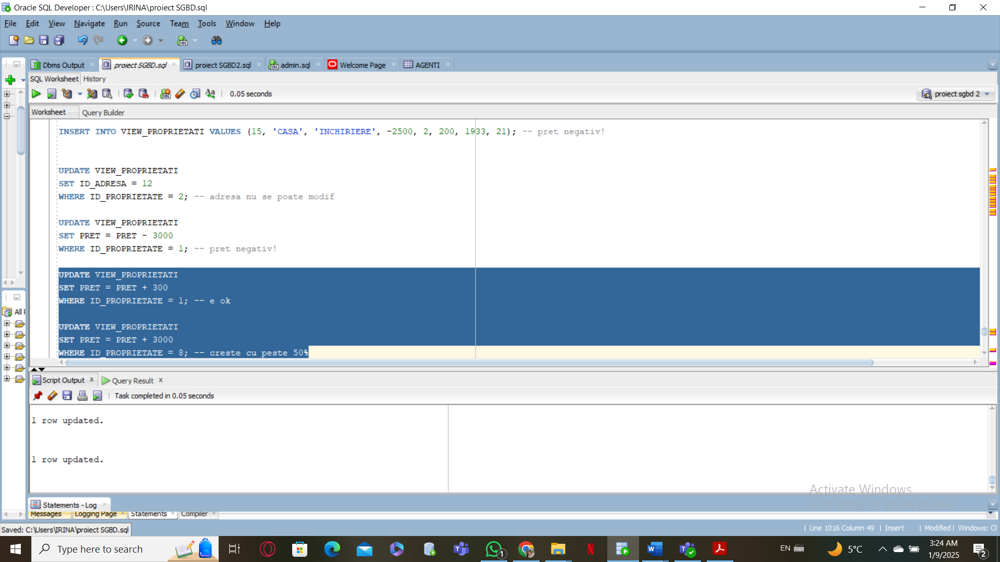 Oracle SQL Developer : C:\Users\IRINA\proiect SGBD.sql
File Edit View Navigate Run Source Team Tools Window Help
Dbms Output proiect SGBD.sql proiect SGBD2.sql admin.sql Welcome Page AGENTI
SQL Worksheet History
0.05 seconds
proiect sgbd 2
Worksheet Query Builder
INSERT INTO VIEW_PROPRIETATI VALUES (15, 'CASA', 'INCHIRIERE', -2500, 2, 200, 1933, 21); -- pret negativ!
UPDATE VIEW_PROPRIETATI
SET ID_ADRESA = 12
WHERE ID_PROPRIETATE = 2; -- adresa nu se poate modif
UPDATE VIEW_PROPRIETATI
SET PRET = PRET - 3000
WHERE ID_PROPRIETATE = 1; -- pret negativ!
UPDATE VIEW_PROPRIETATI
SET PRET = PRET + 300
WHERE ID_PROPRIETATE = 1; -- e ok
UPDATE VIEW_PROPRIETATI
SET PRET = PRET + 3000
WHERE ID_PROPRIETATE = 8; -- creste cu peste 50%
All
Script Output Query Result
Task completed in 0.05 seconds
1 row updated.
1 row updated.
Activate Windows
Go to Settings to activate Windows.
Statements - Log
Messages Logging Page Statements Compiler
Saved: C:\Users\IRINA\proiect SGBD.sql
Line 1016 Column 49 | Insert | Modified | Windows: CF
Type here to search
EN
5°C
3:24 AM
1/9/2025
1
2